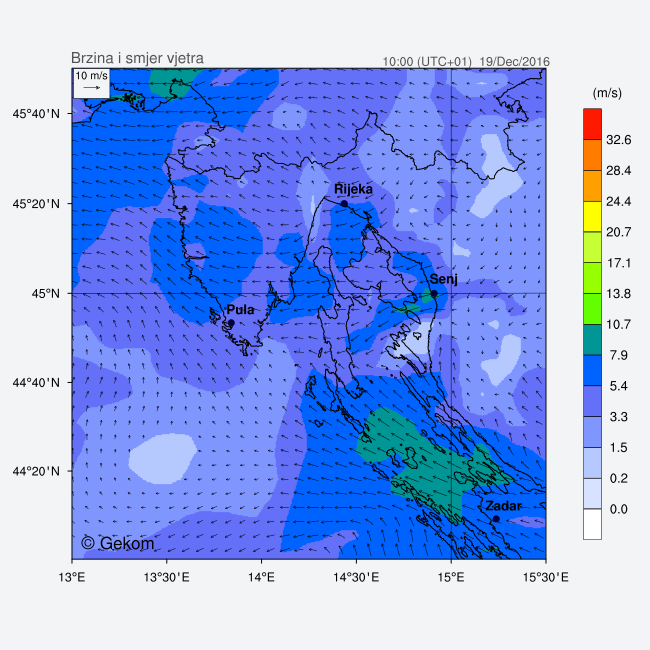 Brzina i smjer vjetra
10:00 (UTC+01) 19/Dec/2016
10 m/s
(m/s)
45°40'N
45°20'N
45°N
44°40'N
44°20'N
Rijeka
Senj
Pula
Zadar
© Gekom
13°E
13°30'E
14°E
14°30'E
15°E
15°30'E
32.6
28.4
24.4
20.7
17.1
13.8
10.7
7.9
5.4
3.3
1.5
0.2
0.0